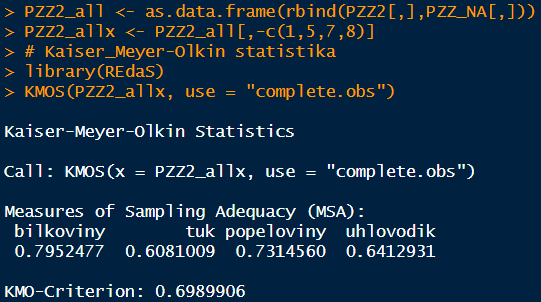 > PZZ2_all <- as.data.frame(rbind(PZZ2[,],PZZ_NA[,]))
> PZZ2_allx <- PZZ2_all[,-c(1,5,7,8)]
> # Kaiser_Meyer-Olkin statistika
> library(REdaS)
> KMOS(PZZ2_allx, use = "complete.obs")
Kaiser-Meyer-Olkin Statistics
Call: KMOS(x = PZZ2_allx, use = "complete.obs")
Measures of Sampling Adequacy (MSA):
bilkoviny tuk popeloviny uhlovodik
0.7952477 0.6081009 0.7314560 0.6412931
KMO-Criterion: 0.6989906